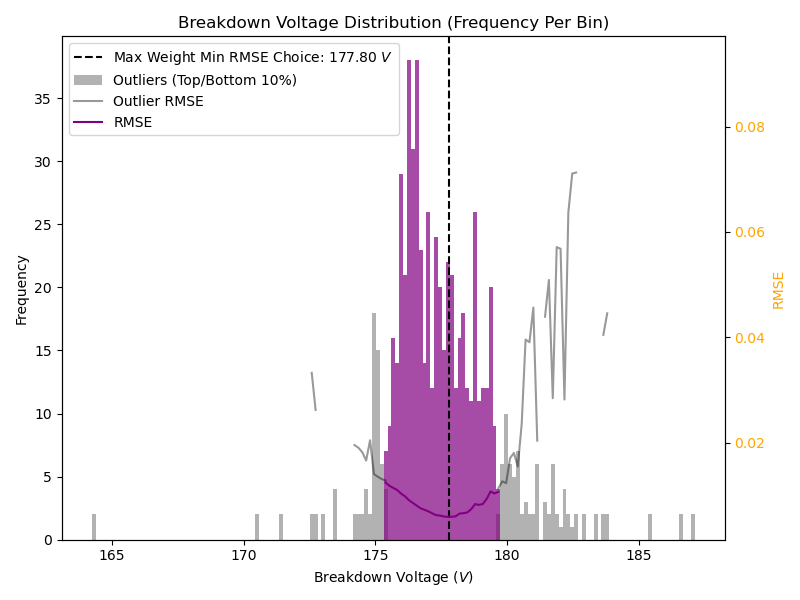 Breakdown Voltage Distribution (Frequency Per Bin)
Max Weight Min RMSE Choice: 177.80 V
Outliers (Top/Bottom 10%)
Outlier RMSE
RMSE
35
30
25
20
15
10
5
0
Frequency
0.08
0.06
0.04
0.02
RMSE
165
170
175
180
185
Breakdown Voltage (V)